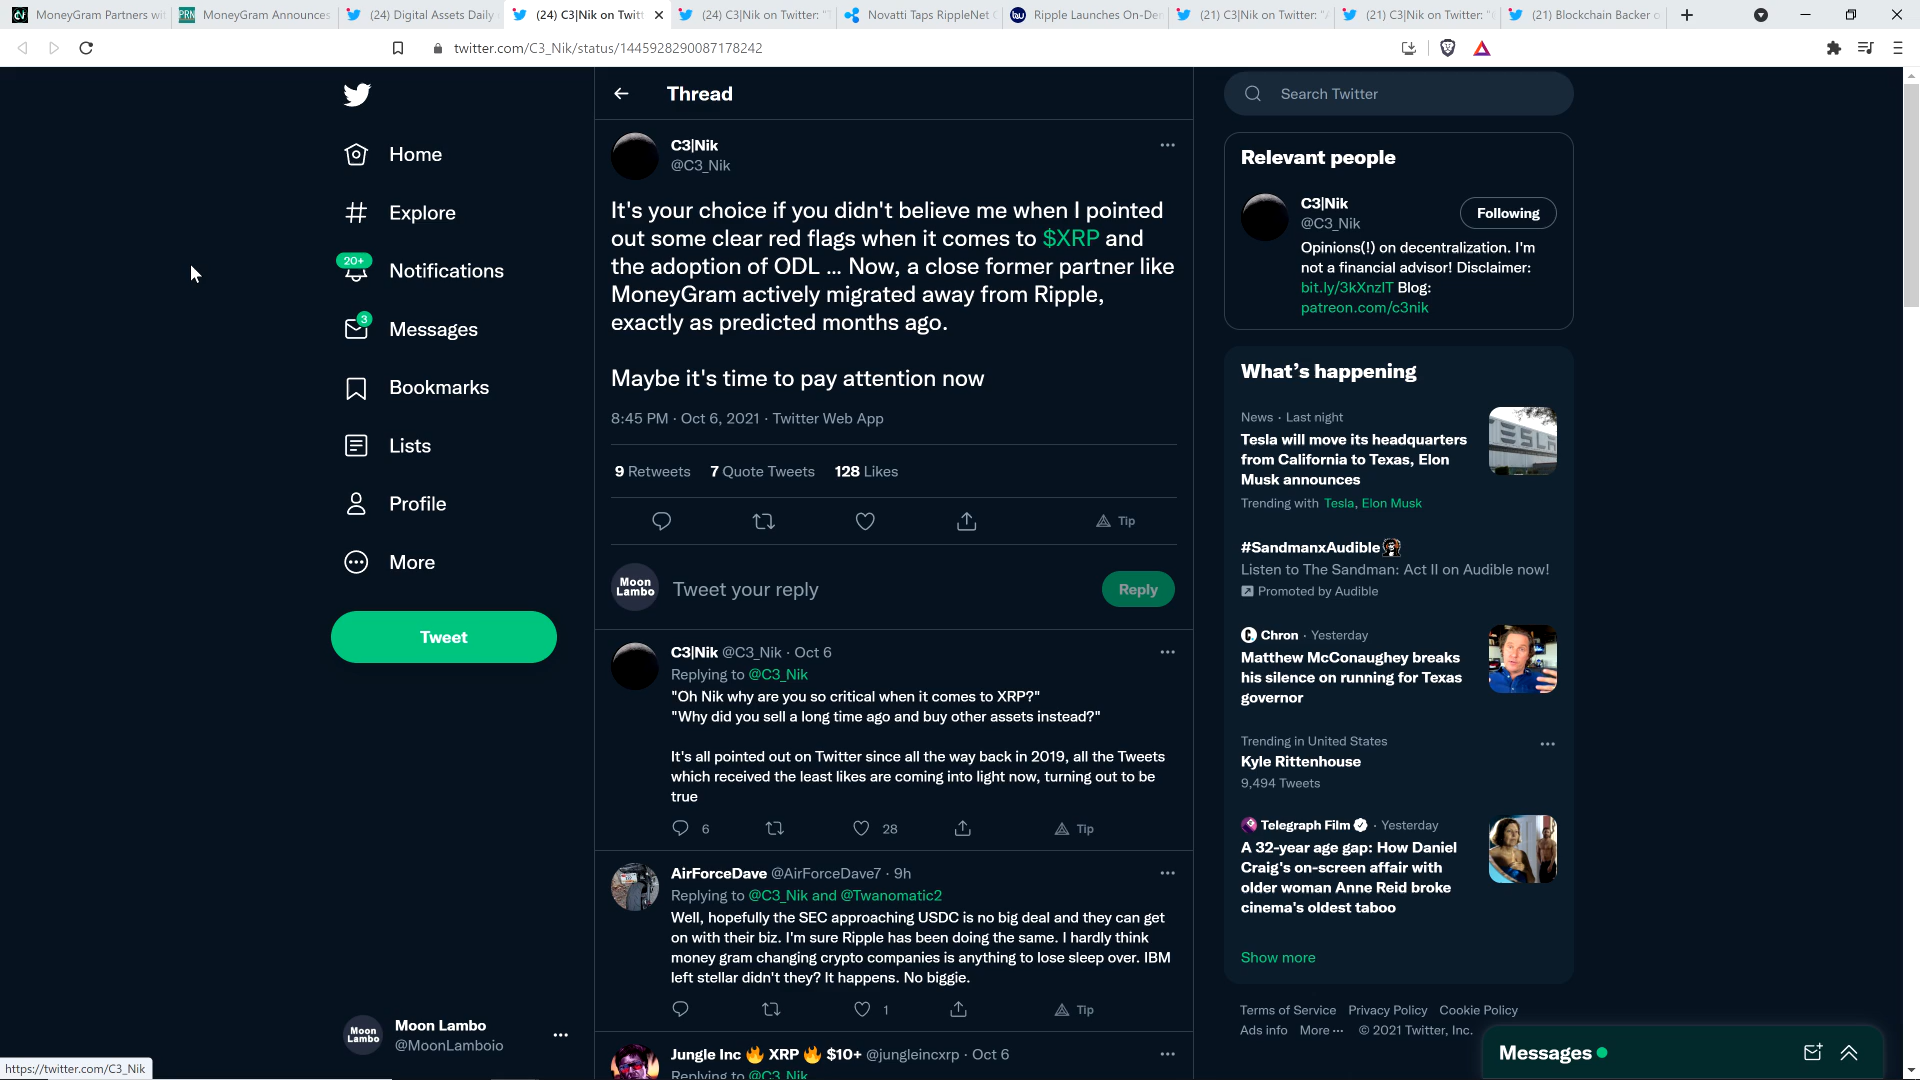 MoneyGram Partners wit
MoneyGram Announces
(24) Digital Assets Daily
(24) C3|Nik on Twitt
(24) C3|Nik on Twitter: "
Novatti Taps RippleNet
Ripple Launches On-De
(21) C3|Nik on Twitter: "
(21) C3|Nik on Twitter: "
(21) Blockchain Backer o
twitter.com/C3_Nik/status/1445928290087178242
Home
Explore
20+
Notifications
3
Messages
Bookmarks
Lists
Profile
More
Tweet
Moon Lambo
Moon Lambo
@MoonLamboio
https://twitter.com/C3_Nik
Thread
C3|Nik
@C3_Nik
It's your choice if you didn't believe me when I pointed
out some clear red flags when it comes to $XRP and
the adoption of ODL ... Now, a close former partner like
MoneyGram actively migrated away from Ripple,
exactly as predicted months ago.
Maybe it's time to pay attention now
8:45 PM · Oct 6, 2021 · Twitter Web App
9 Retweets 7 Quote Tweets 128 Likes
Tip
Moon Lambo
Tweet your reply
Reply
C3|Nik @C3_Nik · Oct 6
Replying to @C3_Nik
"Oh Nik why are you so critical when it comes to XRP?"
"Why did you sell a long time ago and buy other assets instead?"
It's all pointed out on Twitter since all the way back in 2019, all the Tweets
which received the least likes are coming into light now, turning out to be
true
6 28 Tip
AirForceDave @AirForceDave7 · 9h
Replying to @C3_Nik and @Twanomatic2
Well, hopefully the SEC approaching USDC is no big deal and they can get
on with their biz. I'm sure Ripple has been doing the same. I hardly think
money gram changing crypto companies is anything to lose sleep over. IBM
left stellar didn't they? It happens. No biggie.
1 Tip
Jungle Inc 🔥 XRP 🔥 $10+ @jungleincxrp · Oct 6
Replying to @C3_Nik
Search Twitter
Relevant people
C3|Nik
@C3_Nik
Following
Opinions(!) on decentralization. I'm
not a financial advisor! Disclaimer:
bit.ly/3kXnzIT Blog:
patreon.com/c3nik
What's happening
News · Last night
Tesla will move its headquarters
from California to Texas, Elon
Musk announces
Trending with Tesla, Elon Musk
#SandmanxAudible
Listen to The Sandman: Act II on Audible now!
Promoted by Audible
Chron · Yesterday
Matthew McConaughey breaks
his silence on running for Texas
governor
Trending in United States
Kyle Rittenhouse
9,494 Tweets
Telegraph Film · Yesterday
A 32-year age gap: How Daniel
Craig's on-screen affair with
older woman Anne Reid broke
cinema's oldest taboo
Show more
Terms of Service Privacy Policy Cookie Policy
Ads info More ··· © 2021 Twitter, Inc.
Messages